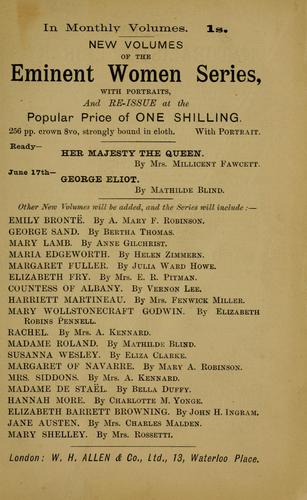 In Monthly Volumes. 1s.
NEW VOLUMES
OF THE
Eminent Women Series,
WITH PORTRAITS,
And RE-ISSUE at the
Popular Price of ONE SHILLING.
256 pp. crown 8vo, strongly bound in cloth. With Portrait.
Ready—
HER MAJESTY THE QUEEN.
By Mrs. Millicent Fawcett.
June 17th—
GEORGE ELIOT.
By Mathilde Blind.
Other New Volumes will be added, and the Series will include:—
EMILY BRONTË. By A. Mary F. Robinson.
GEORGE SAND. By Bertha Thomas.
MARY LAMB. By Anne Gilchrist.
MARIA EDGEWORTH. By Helen Zimmern.
MARGARET FULLER. By Julia Ward Howe.
ELIZABETH FRY. By Mrs. E. R. Pitman.
COUNTESS OF ALBANY. By Vernon Lee.
HARRIETT MARTINEAU. By Mrs. Fenwick Miller.
MARY WOLLSTONECRAFT GODWIN. By Elizabeth
Robins Pennell.
RACHEL. By Mrs. A. Kennard.
MADAME ROLAND. By Mathilde Blind.
SUSANNA WESLEY. By Eliza Clarke.
MARGARET OF NAVARRE. By Mary A. Robinson.
MRS. SIDDONS. By Mrs. A. Kennard.
MADAME DE STAËL. By Bella Duffy.
HANNAH MORE. By Charlotte M. Yonge.
ELIZABETH BARRETT BROWNING. By John H. Ingram.
JANE AUSTEN. By Mrs. Charles Malden.
MARY SHELLEY. By Mrs. Rossetti.
London: W. H. ALLEN & Co., Ltd., 13, Waterloo Place.